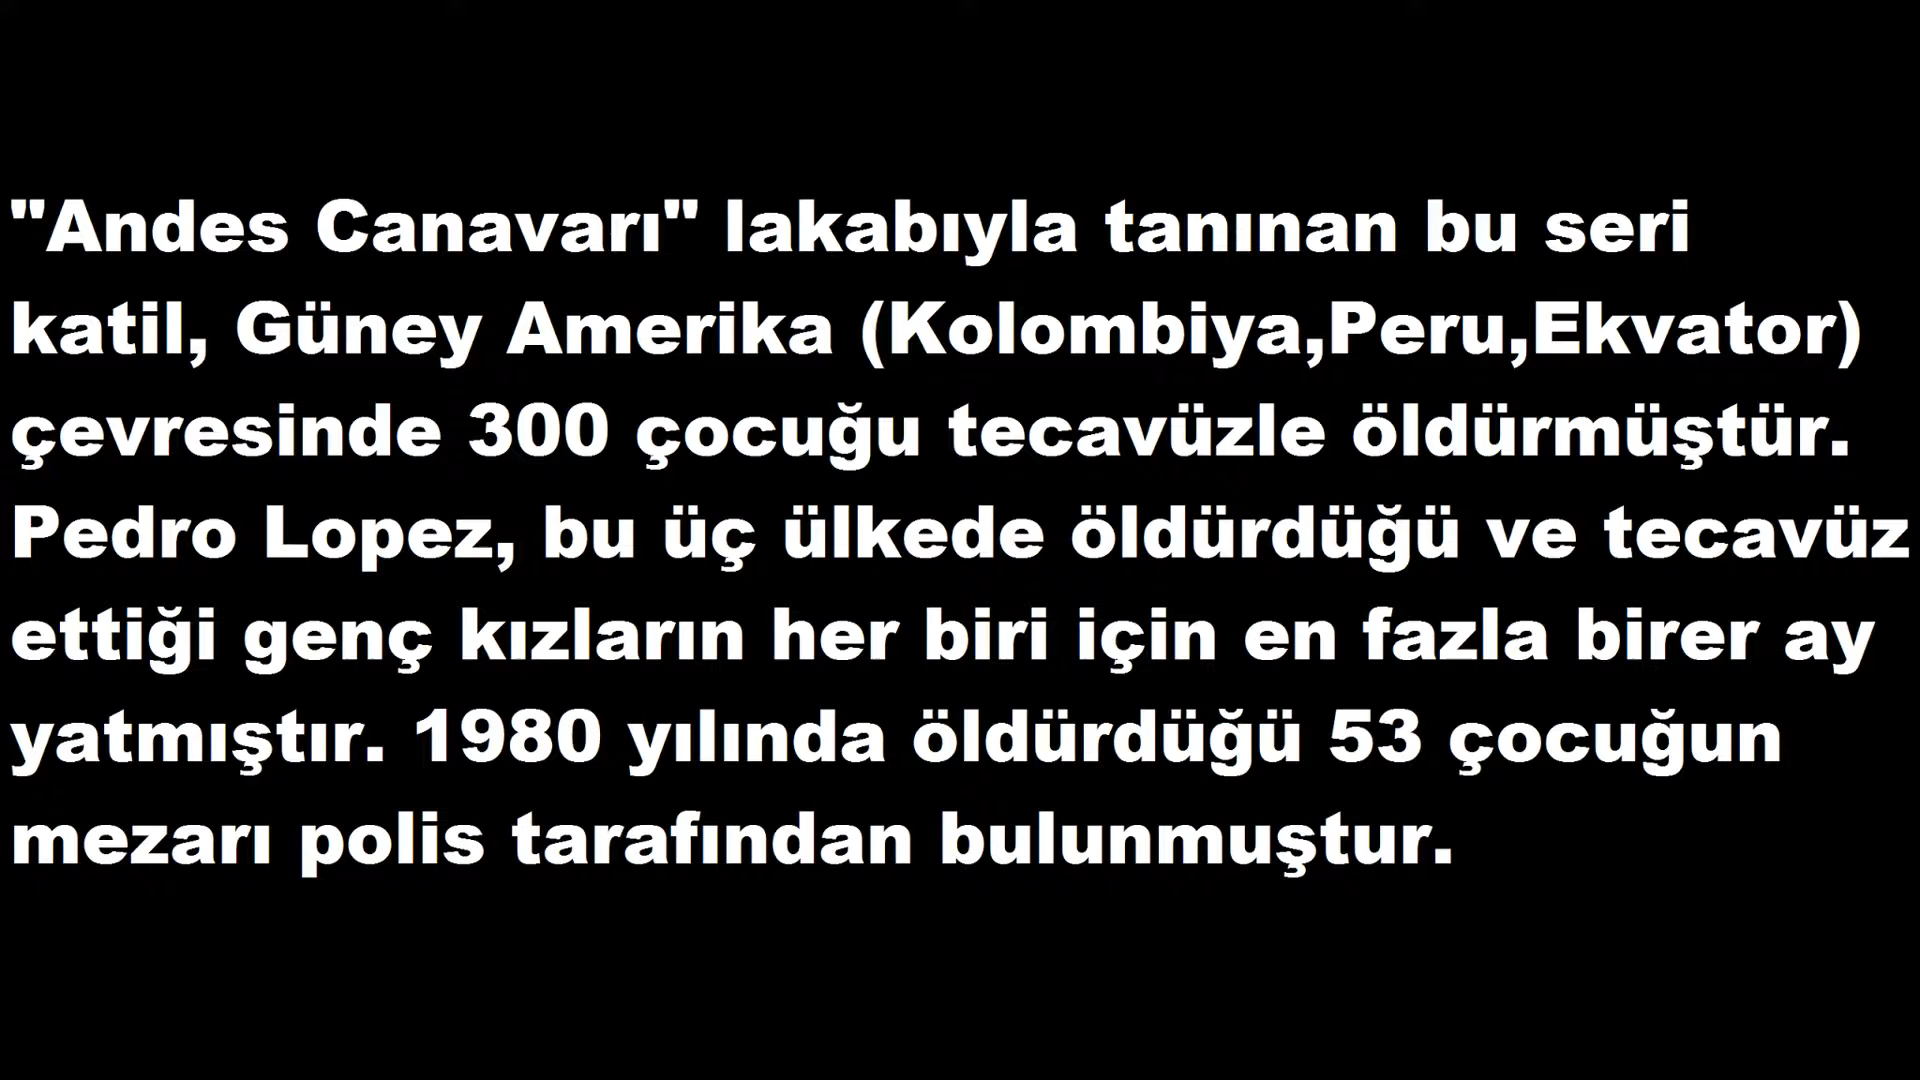 "Andes Canavarı" lakabıyla tanınan bu seri
katil, Güney Amerika (Kolombiya,Peru,Ekvator)
çevresinde 300 çocuğu tecavüzle öldürmüştür.
Pedro Lopez, bu üç ülkede öldürdüğü ve tecavüz
ettiği genç kızların her biri için en fazla birer ay
yatmıştır. 1980 yılında öldürdüğü 53 çocuğun
mezarı polis tarafından bulunmuştur.